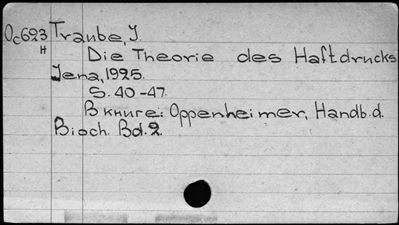 Oc623 Traube, J.
H
Die Theorie des Haftdrucks
Jena, 1925.
S. 40-47.
В книге: Oppenheimer, Handb. d.
Bioch. Bd. 2.